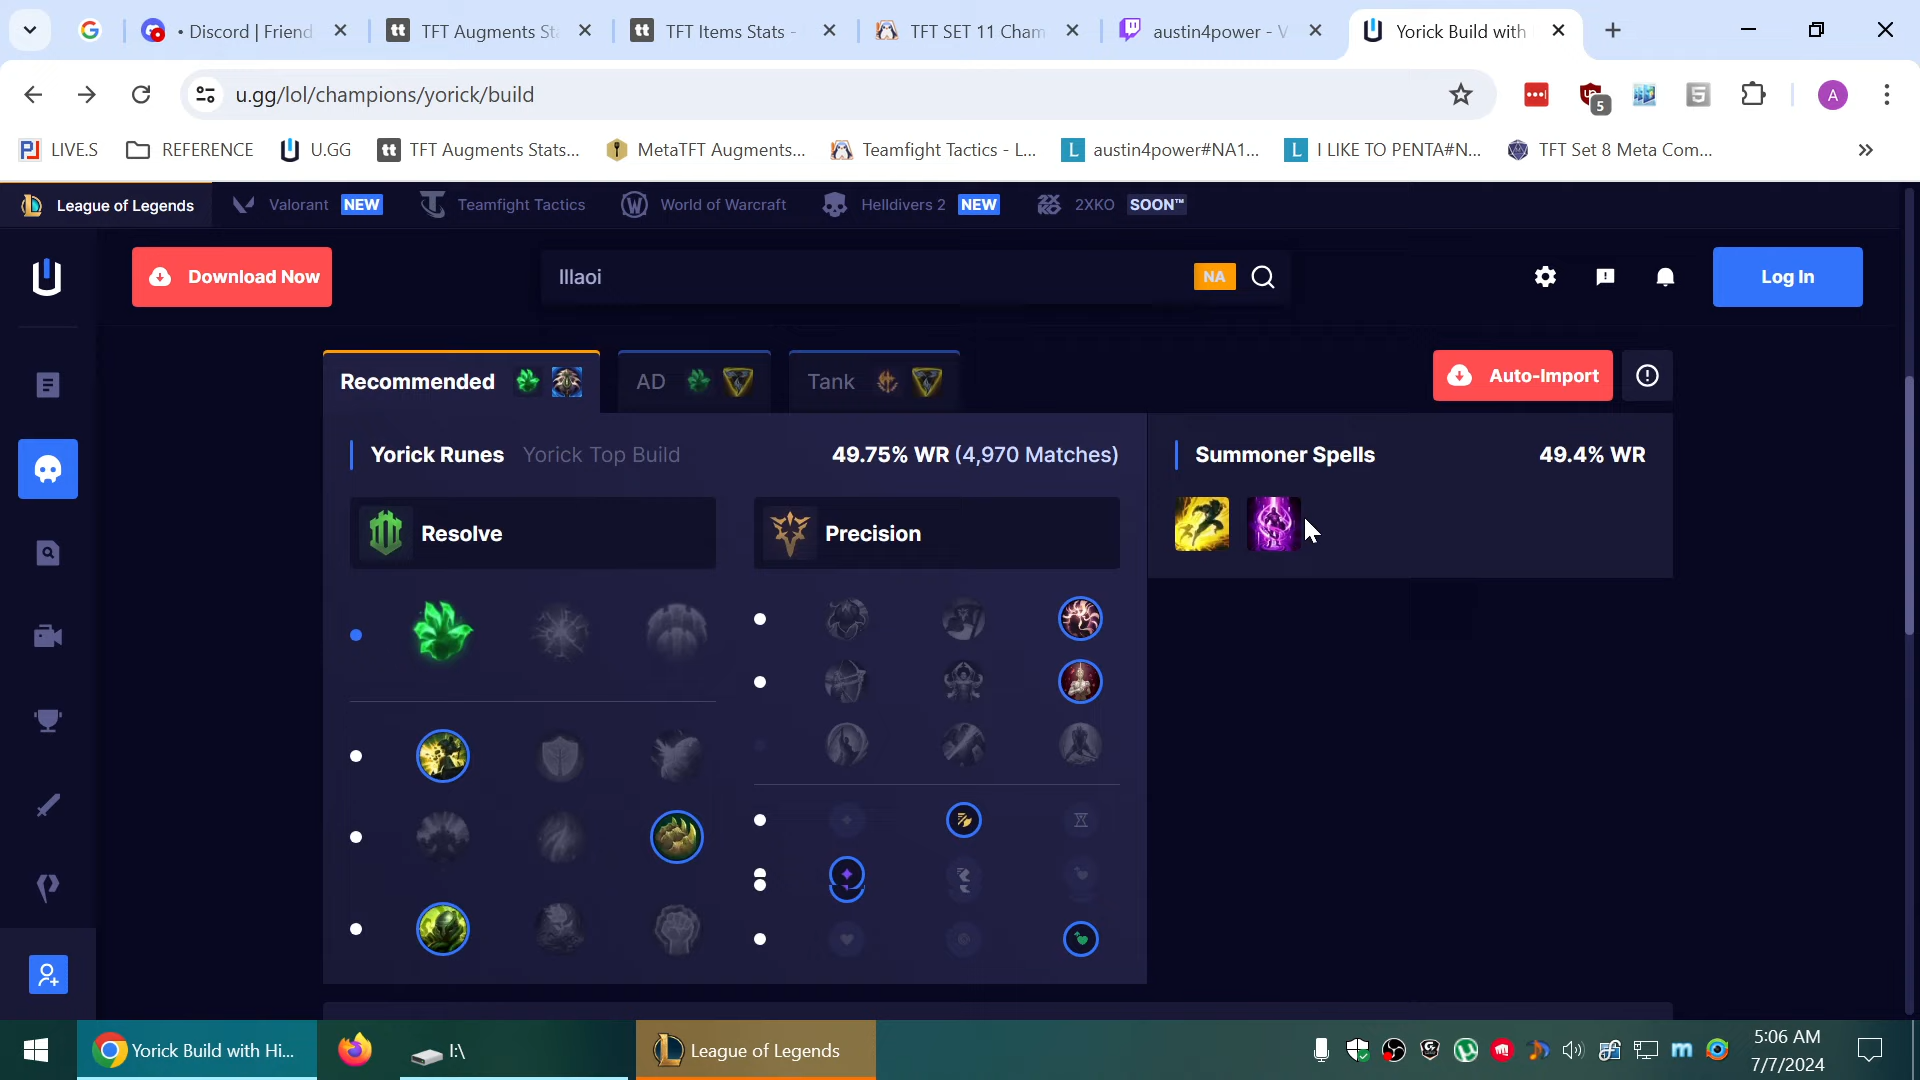 • Discord | Friend
TFT Augments St
TFT Items Stats -
TFT SET 11 Cham
austin4power - V
Yorick Build with
u.gg/lol/champions/yorick/build
5
A
LIVE.S
REFERENCE
U.GG
TFT Augments Stats...
MetaTFT Augments...
Teamfight Tactics - L...
austin4power#NA1...
I LIKE TO PENTA#N...
TFT Set 8 Meta Com...
League of Legends
Valorant NEW
Teamfight Tactics
World of Warcraft
Helldivers 2 NEW
2XKO SOON™
Download Now
Illaoi
NA
Log In
Recommended
AD
Tank
Auto-Import
Yorick Runes Yorick Top Build 49.75% WR (4,970 Matches)
Summoner Spells 49.4% WR
Resolve
Precision
Yorick Build with Hi...
I:\
League of Legends
5:06 AM
7/7/2024